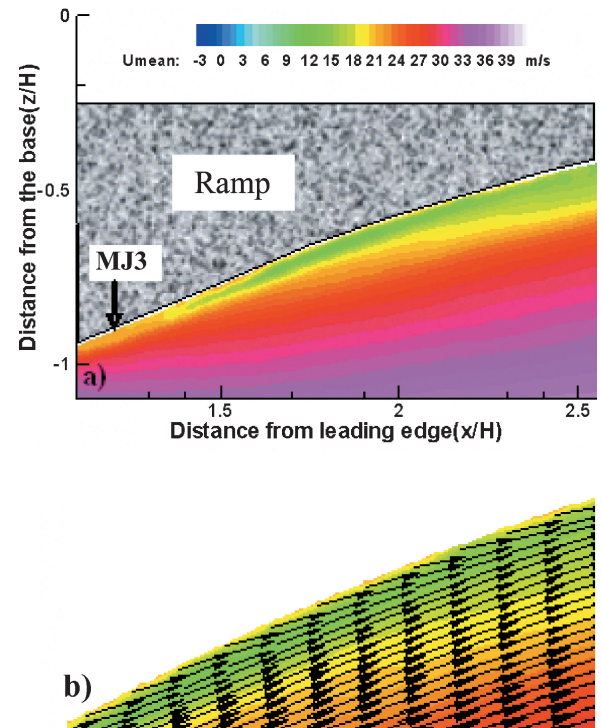 0
Umean: -3 0 3 6 9 12 15 18 21 24 27 30 33 36 39 m/s
Distance from the base(z/H)
-0.5
Ramp
MJ3
-1
a)
1.5 2 2.5
Distance from leading edge(x/H)
b)